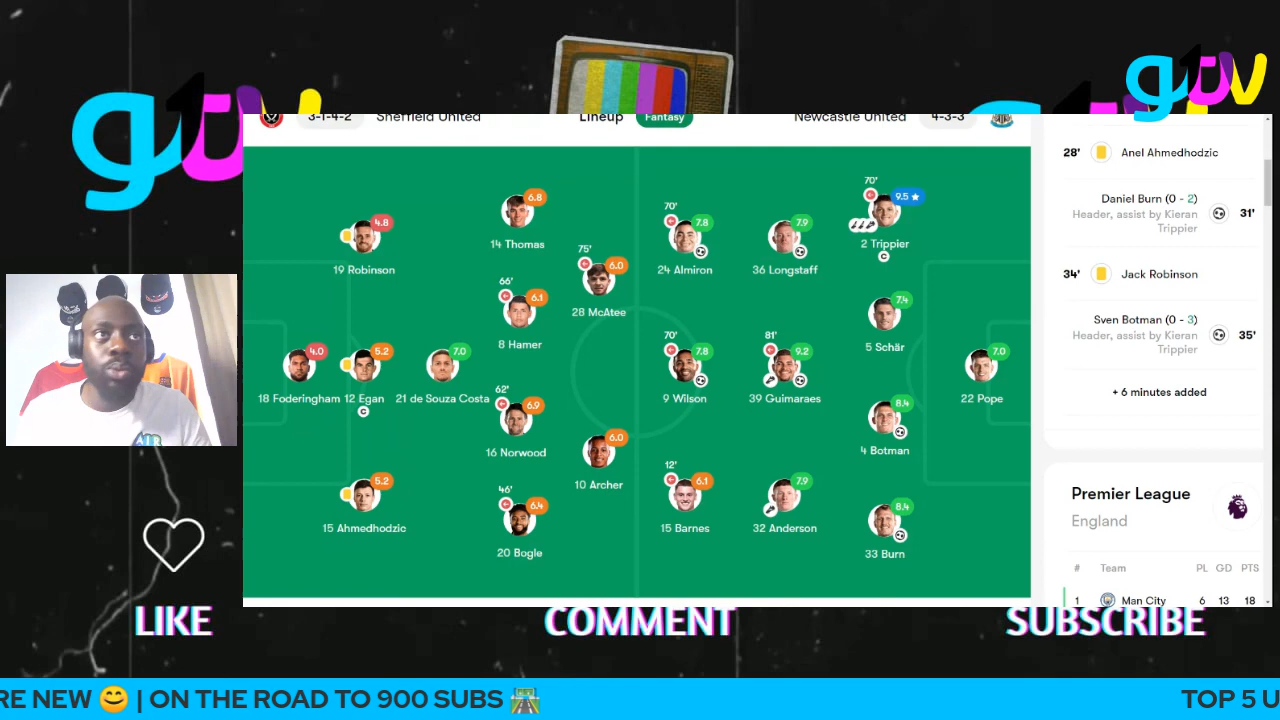 gtv
gtv
3-1-4-2 Sheffield United Lineup Fantasy Newcastle United 4-3-3
4.8
19 Robinson
6.8
14 Thomas
75'
6.0
28 McAtee
66'
6.1
8 Hamer
4.0
18 Foderingham
5.2
12 Egan
C
7.0
21 de Souza Costa
62'
6.9
16 Norwood
6.0
10 Archer
5.2
15 Ahmedhodzic
46'
6.4
20 Bogle
70'
7.8
24 Almiron
7.9
36 Longstaff
70'
9.5
2 Trippier
C
7.4
5 Schär
70'
7.8
9 Wilson
81'
9.2
39 Guimaraes
7.0
22 Pope
8.4
4 Botman
12'
6.1
15 Barnes
7.9
32 Anderson
8.4
33 Burn
28' Anel Ahmedhodzic
Daniel Burn (0 - 2)
Header, assist by Kieran
Trippier
31'
34' Jack Robinson
Sven Botman (0 - 3)
Header, assist by Kieran
Trippier
35'
+ 6 minutes added
Premier League
England
# Team PL GD PTS
1 Man City 6 13 18
LIKE COMMENT SUBSCRIBE
RE NEW 😊 | ON THE ROAD TO 900 SUBS 🛣️ TOP 5 U